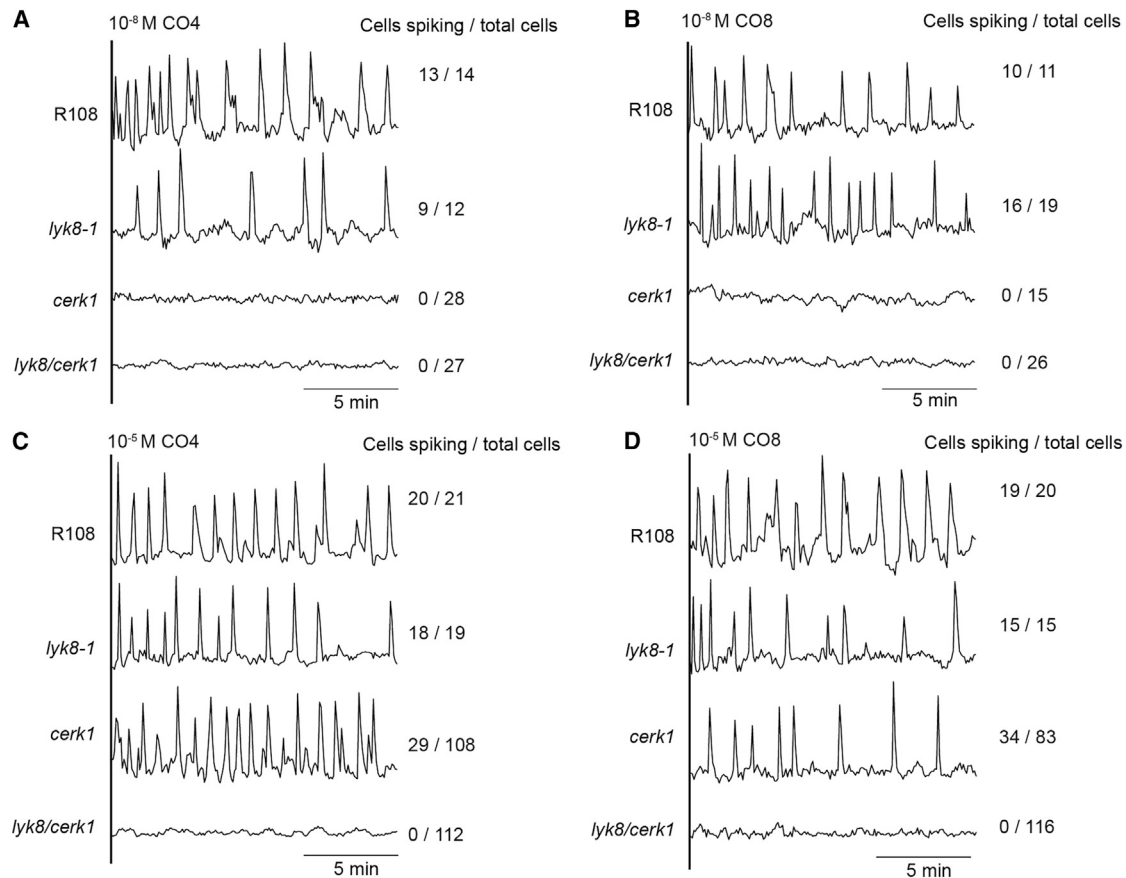 A
10⁻⁸ M CO4
Cells spiking / total cells
R108
13 / 14
lyk8-1
9 / 12
cerk1
0 / 28
lyk8/cerk1
0 / 27
5 min
B
10⁻⁸ M CO8
Cells spiking / total cells
R108
10 / 11
lyk8-1
16 / 19
cerk1
0 / 15
lyk8/cerk1
0 / 26
5 min
C
10⁻⁵ M CO4
Cells spiking / total cells
R108
20 / 21
lyk8-1
18 / 19
cerk1
29 / 108
lyk8/cerk1
0 / 112
5 min
D
10⁻⁵ M CO8
Cells spiking / total cells
R108
19 / 20
lyk8-1
15 / 15
cerk1
34 / 83
lyk8/cerk1
0 / 116
5 min